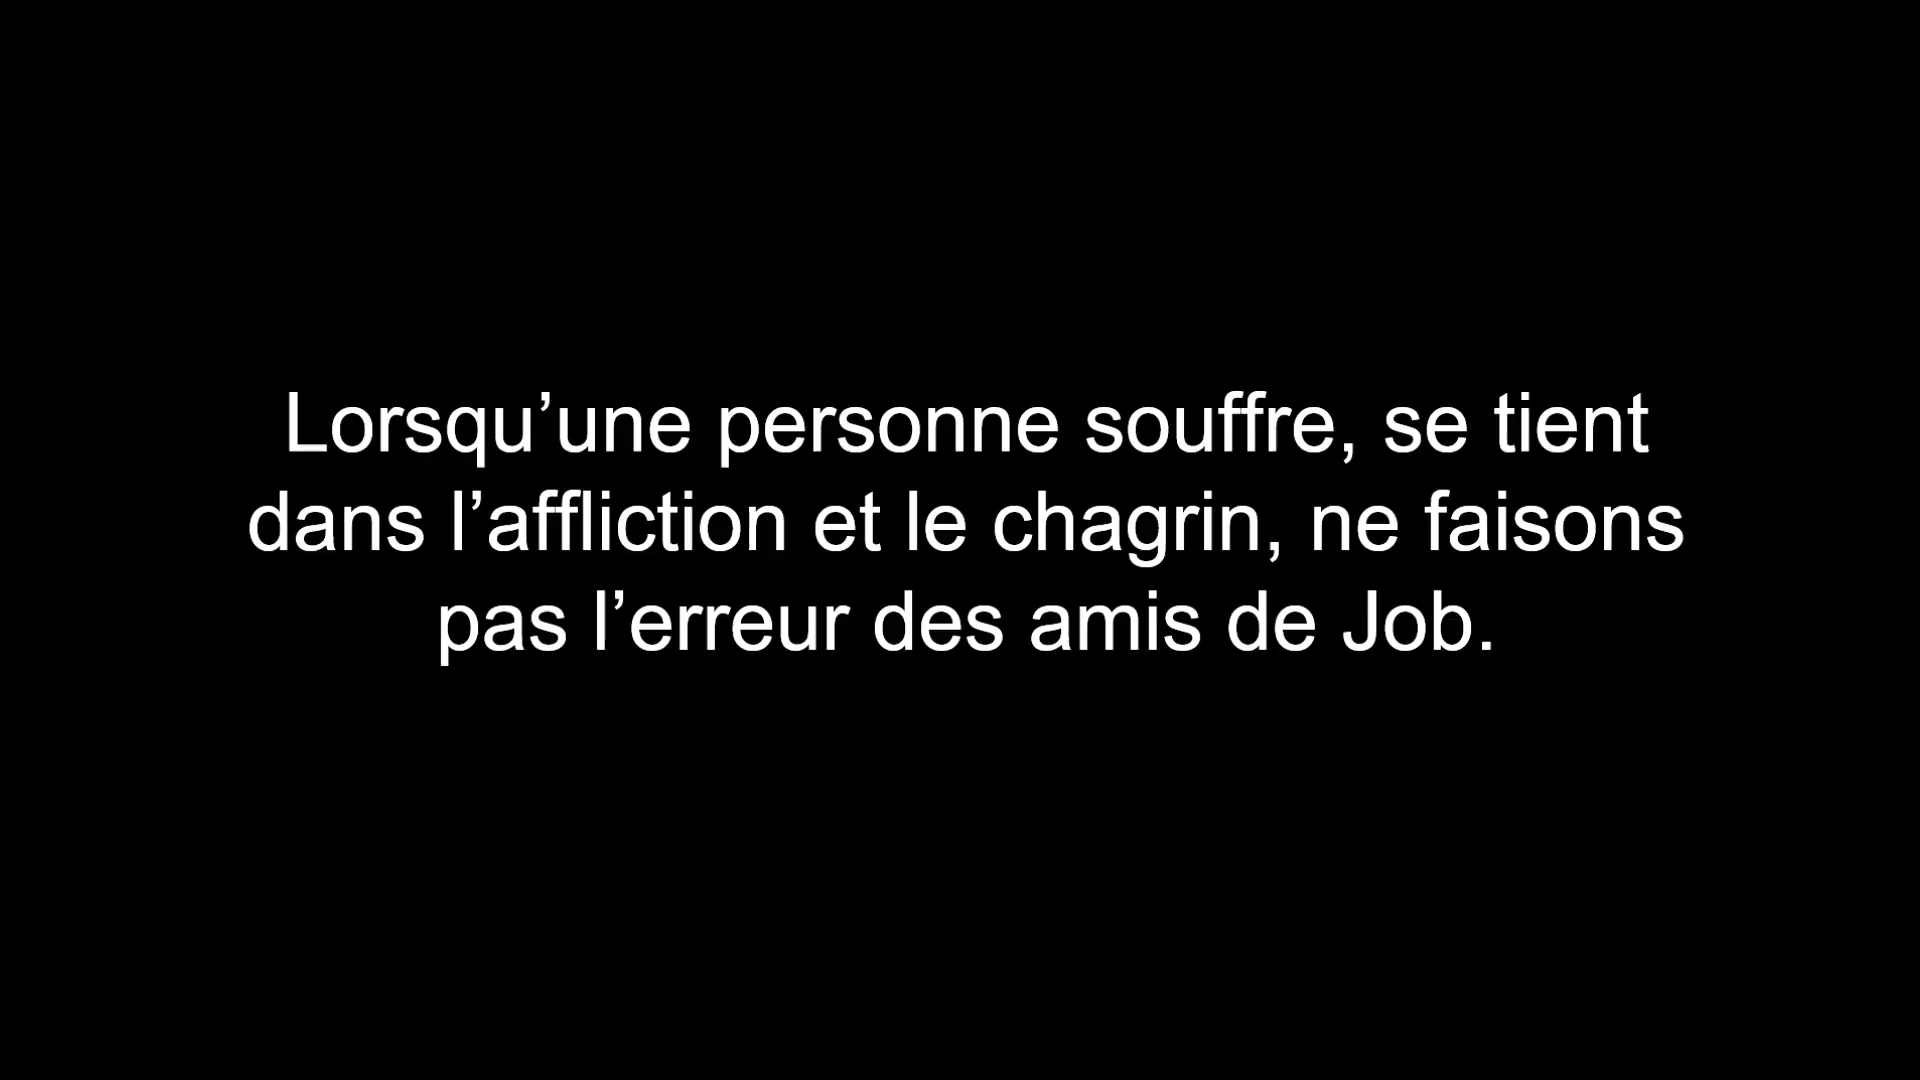 Lorsqu’une personne souffre, se tient
dans l’affliction et le chagrin, ne faisons
pas l’erreur des amis de Job.